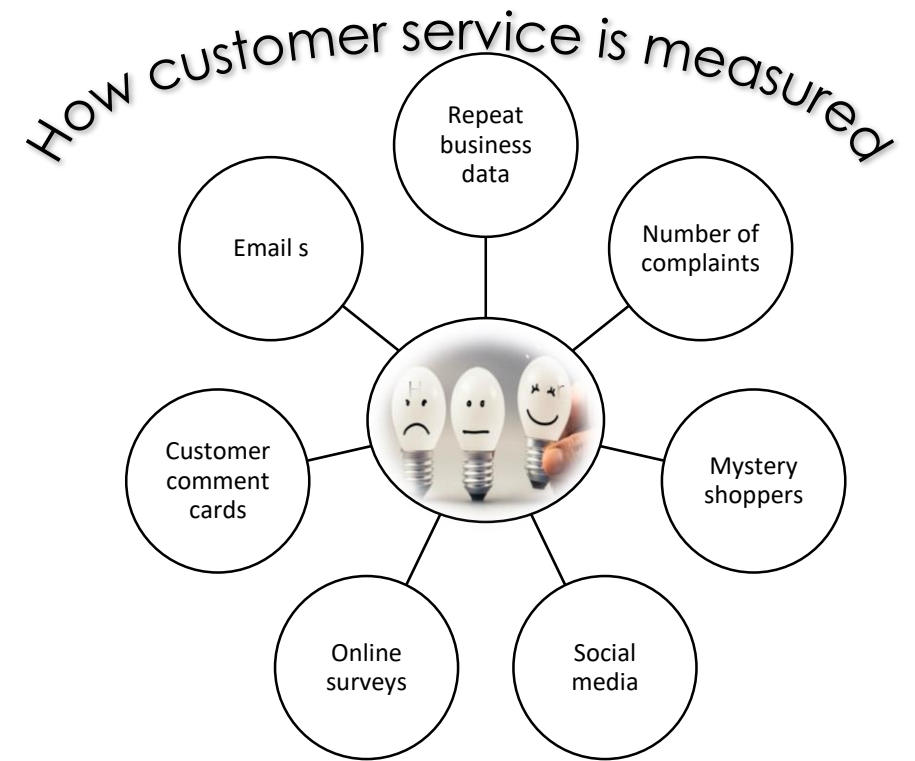 How customer service is measured
Repeat
business
data
Number of
complaints
Mystery
shoppers
Social
media
Online
surveys
Customer
comment
cards
Email s